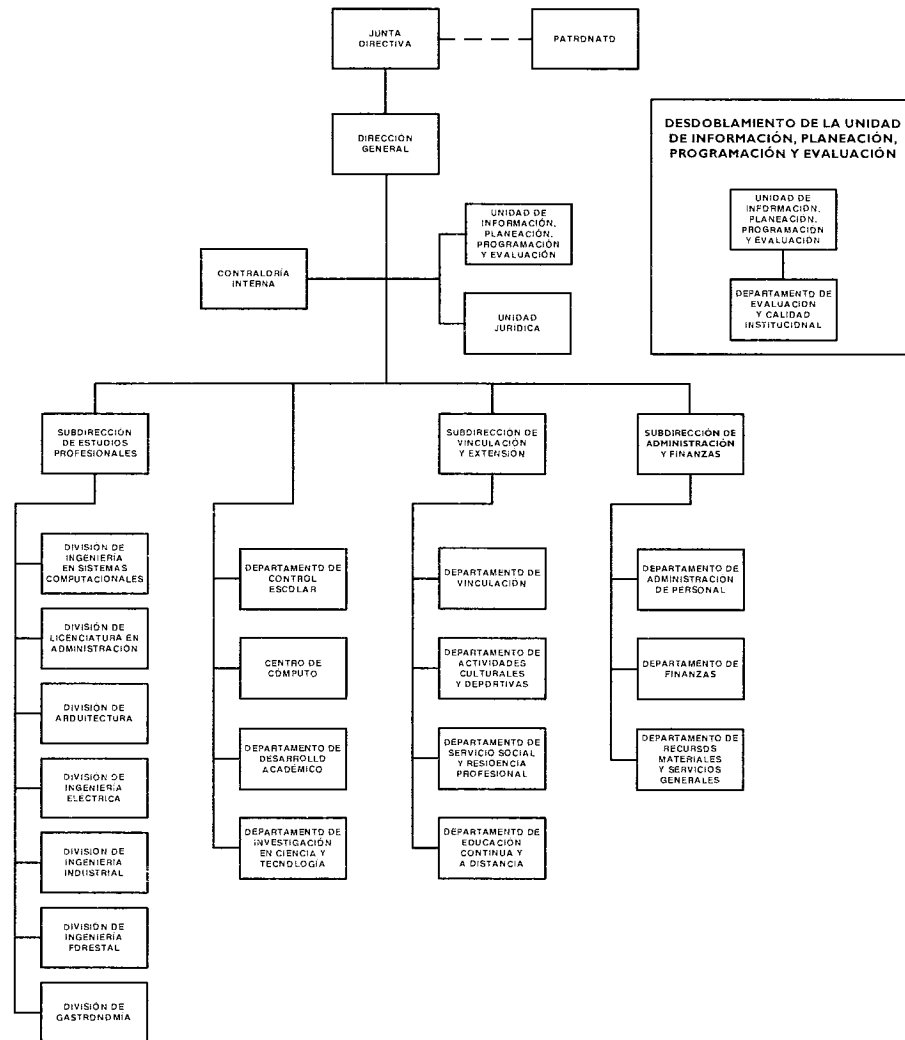 JUNTA
DIRECTIVA
PATRONATO
DIRECCIÓN
GENERAL
DESDOBLAMIENTO DE LA UNIDAD
DE INFORMACIÓN, PLANEACIÓN,
PROGRAMACIÓN Y EVALUACIÓN
UNIDAD DE
INFORMACIÓN,
PLANEACIÓN,
PROGRAMACIÓN
Y EVALUACIÓN
DEPARTAMENTO DE
EVALUACIÓN
Y CALIDAD
INSTITUCIONAL
UNIDAD DE
INFORMACIÓN,
PLANEACIÓN,
PROGRAMACIÓN
Y EVALUACIÓN
CONTRALORÍA
INTERNA
UNIDAD
JURÍDICA
SUBDIRECCIÓN
DE ESTUDIOS
PROFESIONALES
SUBDIRECCIÓN DE
VINCULACIÓN
Y EXTENSIÓN
SUBDIRECCIÓN DE
ADMINISTRACIÓN
Y FINANZAS
DIVISIÓN DE
INGENIERÍA
EN SISTEMAS
COMPUTACIONALES
DIVISIÓN DE
LICENCIATURA EN
ADMINISTRACIÓN
DIVISIÓN DE
ARQUITECTURA
DIVISIÓN DE
INGENIERÍA
ELÉCTRICA
DIVISIÓN DE
INGENIERÍA
INDUSTRIAL
DIVISIÓN DE
INGENIERÍA
FORESTAL
DIVISIÓN DE
GASTRONOMÍA
DEPARTAMENTO DE
CONTROL
ESCOLAR
CENTRO DE
CÓMPUTO
DEPARTAMENTO DE
DESARROLLO
ACADÉMICO
DEPARTAMENTO DE
INVESTIGACIÓN
EN CIENCIA Y
TECNOLOGÍA
DEPARTAMENTO DE
VINCULACIÓN
DEPARTAMENTO DE
ACTIVIDADES
CULTURALES
Y DEPORTIVAS
DEPARTAMENTO DE
SERVICIO SOCIAL
Y RESIDENCIA
PROFESIONAL
DEPARTAMENTO DE
EDUCACIÓN
CONTINUA Y
A DISTANCIA
DEPARTAMENTO DE
ADMINISTRACIÓN
DE PERSONAL
DEPARTAMENTO DE
FINANZAS
DEPARTAMENTO DE
RECURSOS
MATERIALES
Y SERVICIOS
GENERALES